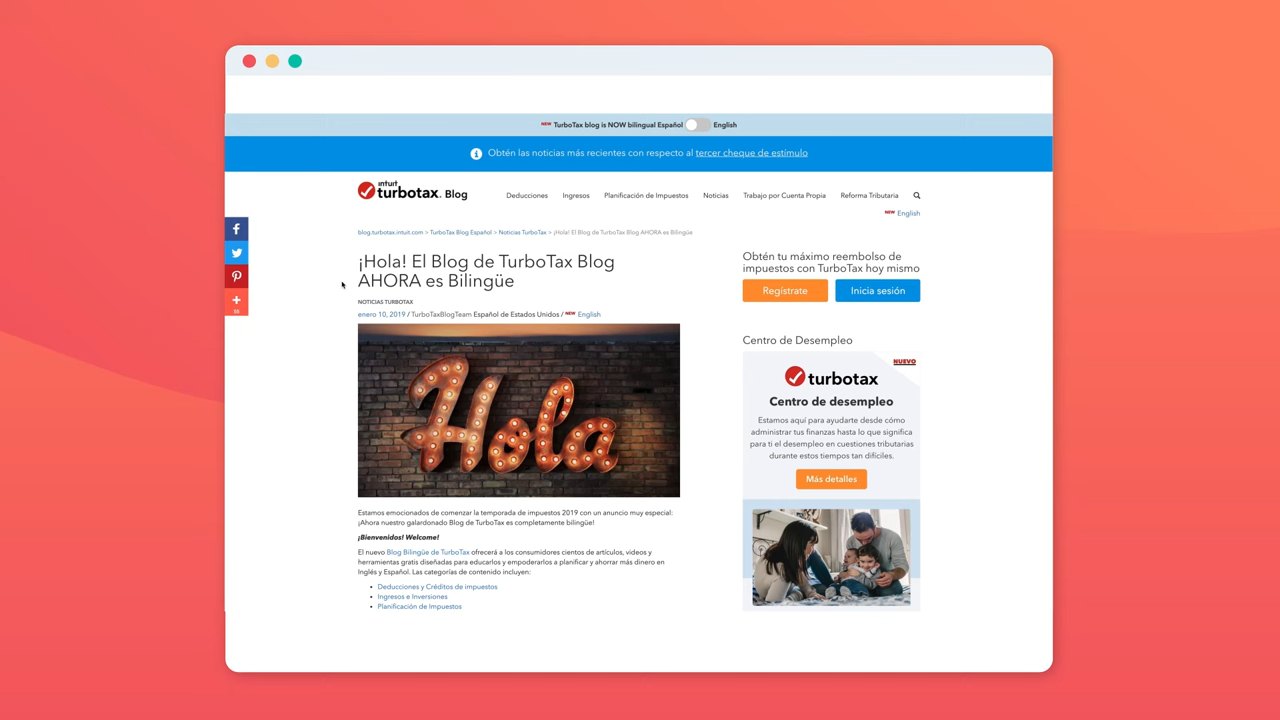 NEW TurboTax blog is NOW bilingual Español English
Obtén las noticias más recientes con respecto al tercer cheque de estímulo
intuit
turbotax. Blog
Deducciones Ingresos Planificación de Impuestos Noticias Trabajo por Cuenta Propia Reforma Tributaria
NEW English
blog.turbotax.intuit.com > TurboTax Blog Español > Noticias TurboTax > ¡Hola! El Blog de TurboTax Blog AHORA es Bilingüe
¡Hola! El Blog de TurboTax Blog
AHORA es Bilingüe
NOTICIAS TURBOTAX
enero 10, 2019 / TurboTaxBlogTeam Español de Estados Unidos / NEW English
Hola
Estamos emocionados de comenzar la temporada de impuestos 2019 con un anuncio muy especial:
¡Ahora nuestro galardonado Blog de TurboTax es completamente bilingüe!
¡Bienvenidos! Welcome!
El nuevo Blog Bilingüe de TurboTax ofrecerá a los consumidores cientos de artículos, videos y
herramientas gratis diseñadas para educarlos y empoderarlos a planificar y ahorrar más dinero en
Inglés y Español. Las categorías de contenido incluyen:
Deducciones y Créditos de impuestos
Ingresos e Inversiones
Planificación de Impuestos
Obtén tu máximo reembolso de
impuestos con TurboTax hoy mismo
Regístrate Inicia sesión
Centro de Desempleo
NUEVO
turbotax
Centro de desempleo
Estamos aquí para ayudarte desde cómo
administrar tus finanzas hasta lo que significa
para ti el desempleo en cuestiones tributarias
durante estos tiempos tan difíciles.
Más detalles